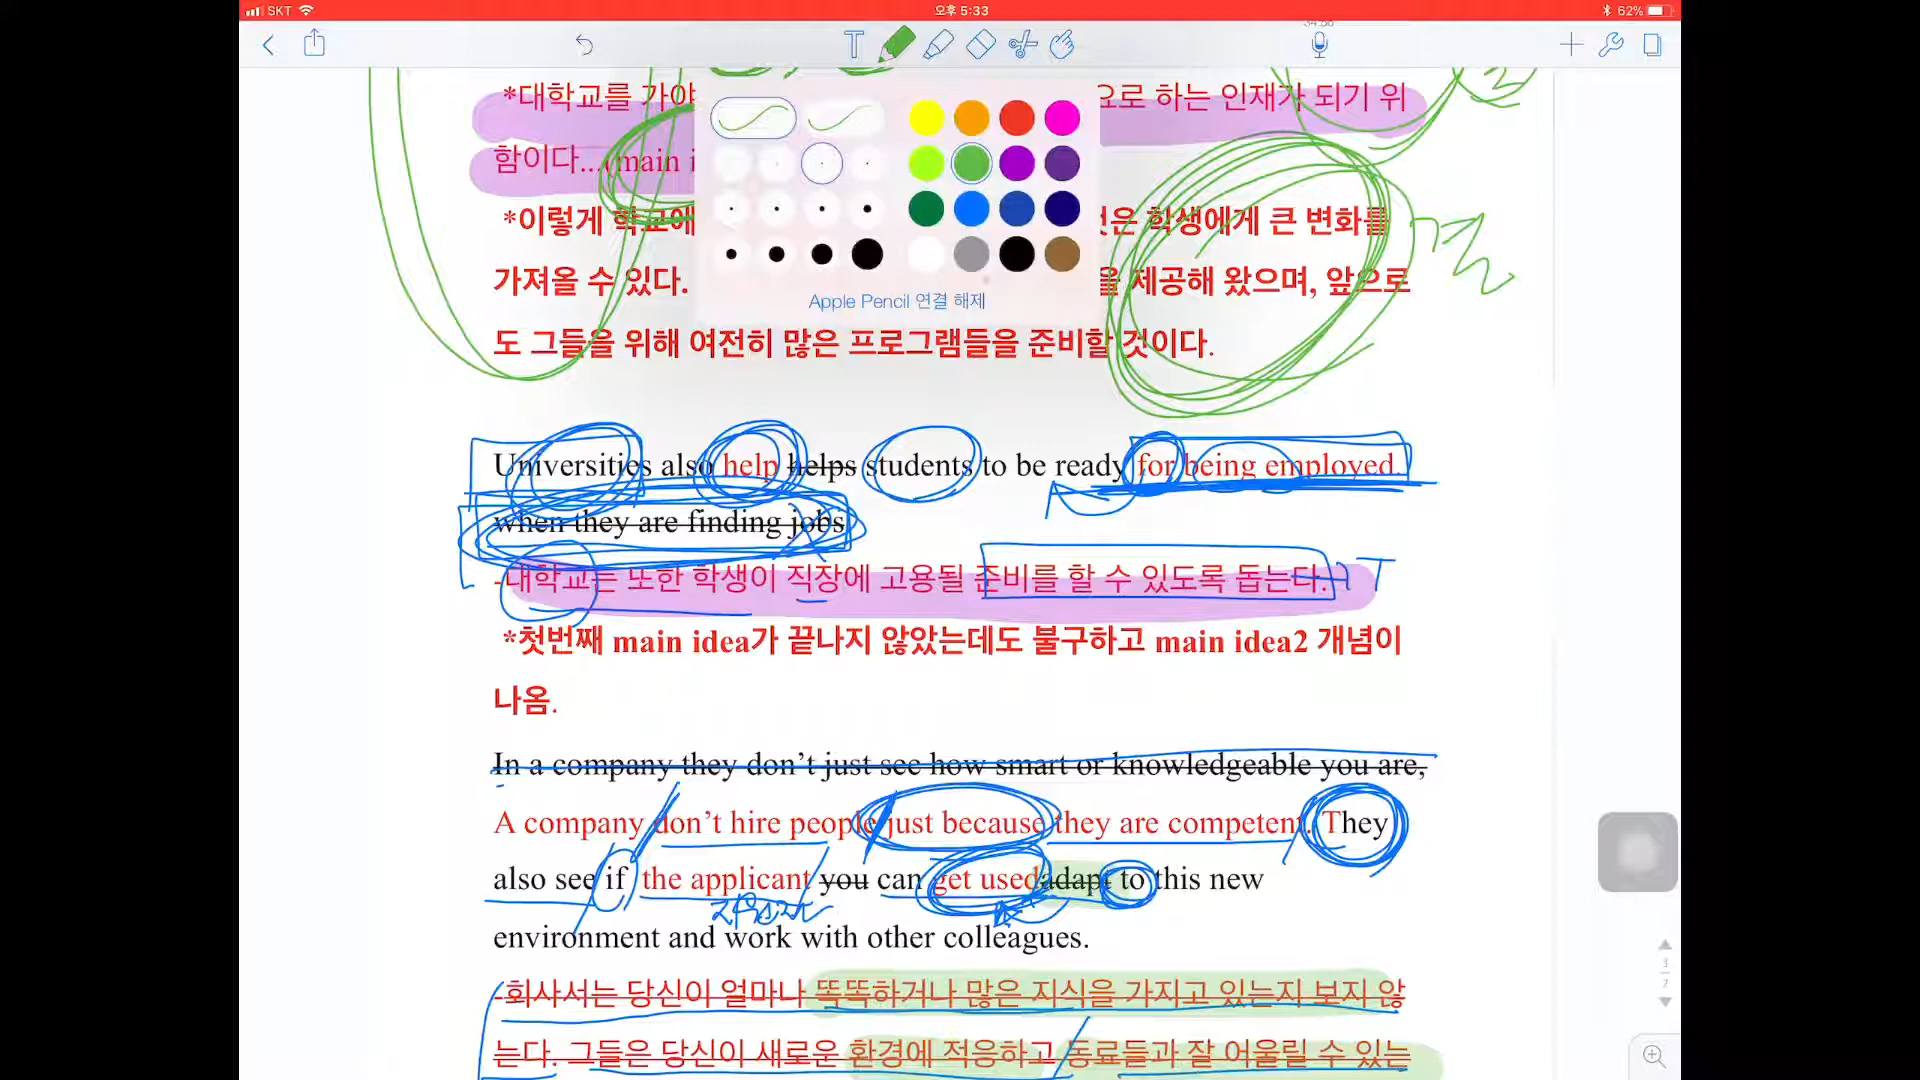 SKT
오후 5:33
62%
T
*대학교를 가야
으로 하는 인재가 되기 위
함이다...(main i
*이렇게 학교에
것은 학생에게 큰 변화를
가져올 수 있다.
을 제공해 왔으며, 앞으로
도 그들을 위해 여전히 많은 프로그램들을 준비할 것이다.
Apple Pencil 연결 해제
Universities also help helps students to be ready for being employed.
when they are finding jobs
-대학교는 또한 학생이 직장에 고용될 준비를 할 수 있도록 돕는다.
*첫번째 main idea가 끝나지 않았는데도 불구하고 main idea2 개념이
나옴.
In a company they don't just see how smart or knowledgeable you are,
A company don't hire people just because they are competent. They
also see if the applicant you can get usedadapt to this new
지원자
environment and work with other colleagues.
-회사서는 당신이 얼마나 똑똑하거나 많은 지식을 가지고 있는지 보지 않
는다. 그들은 당신이 새로운 환경에 적응하고 동료들과 잘 어울릴 수 있는
3
7